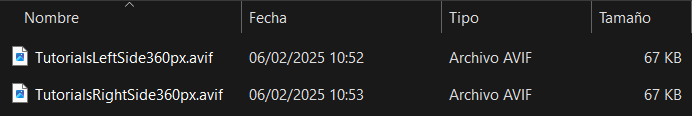 Nombre Fecha Tipo Tamaño
TutorialsLeftSide360px.avif 06/02/2025 10:52 Archivo AVIF 67 KB
TutorialsRightSide360px.avif 06/02/2025 10:53 Archivo AVIF 67 KB